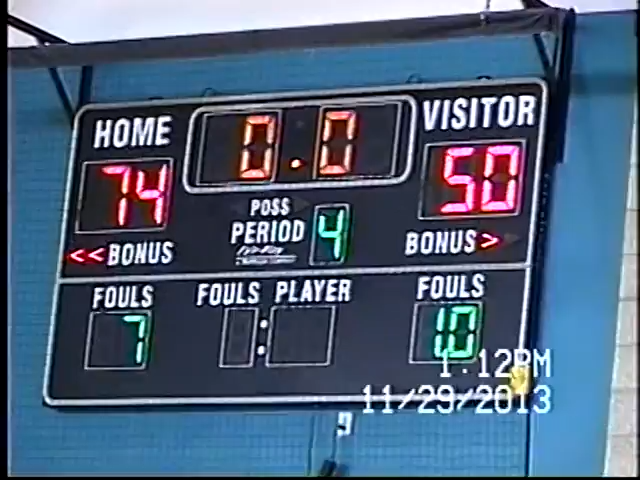 HOME 0.0 VISITOR
74 50
POSS
PERIOD 4
<< BONUS BONUS >
FOULS FOULS PLAYER FOULS
7 : 10
1:12PM
11/29/2013